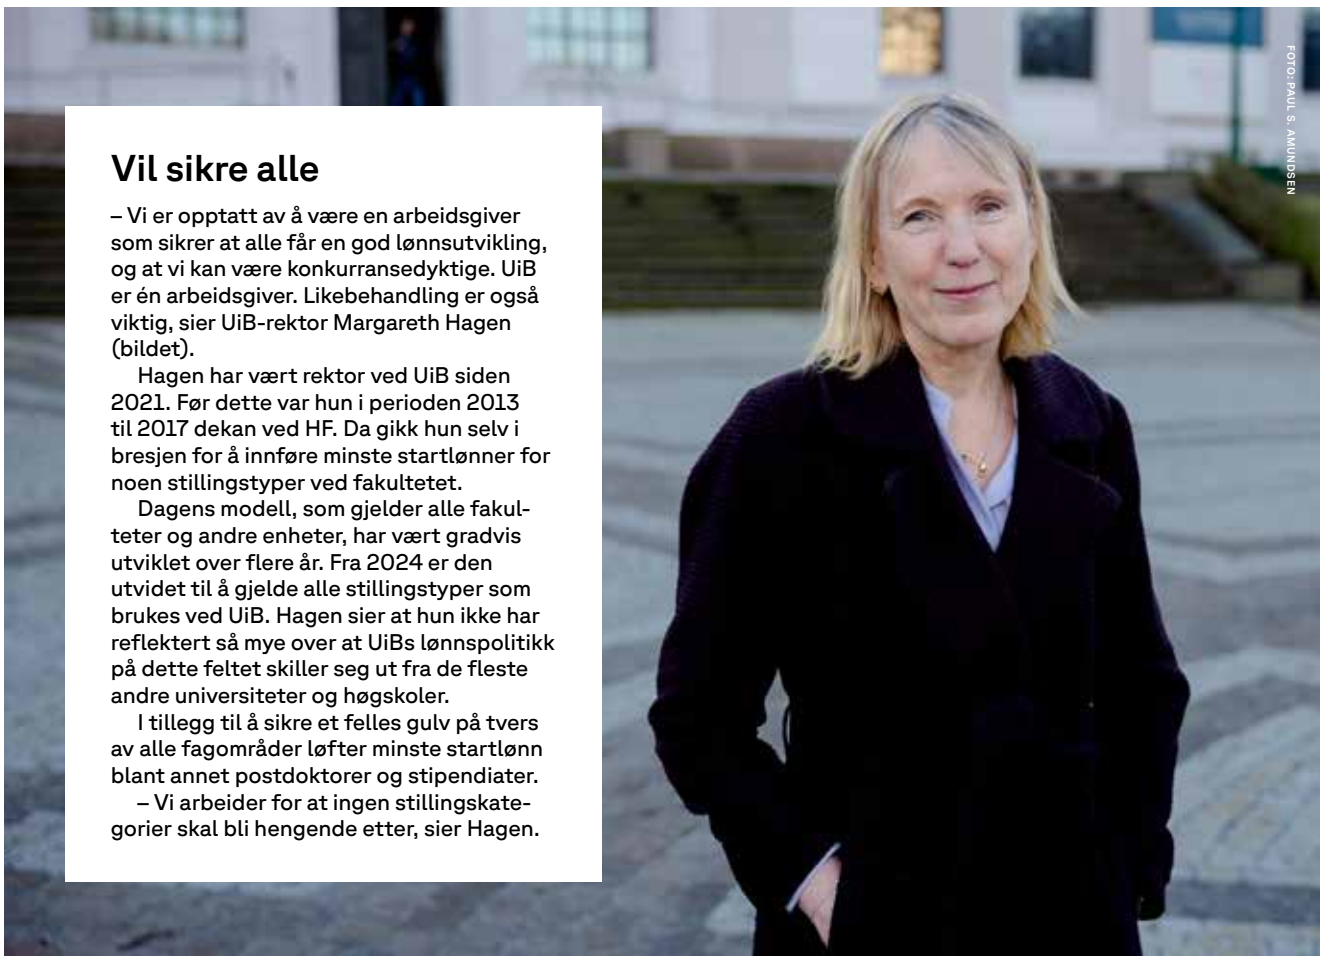 Vil sikre alle
– Vi er opptatt av å være en arbeidsgiver
som sikrer at alle får en god lønnsutvikling,
og at vi kan være konkurransedyktige. UiB
er én arbeidsgiver. Likebehandling er også
viktig, sier UiB-rektor Margareth Hagen
(bildet).
Hagen har vært rektor ved UiB siden
2021. Før dette var hun i perioden 2013
til 2017 dekan ved HF. Da gikk hun selv i
bresjen for å innføre minste startlønner for
noen stillingstyper ved fakultetet.
Dagens modell, som gjelder alle fakul-
teter og andre enheter, har vært gradvis
utviklet over flere år. Fra 2024 er den
utvidet til å gjelde alle stillingstyper som
brukes ved UiB. Hagen sier at hun ikke har
reflektert så mye over at UiBs lønnspolitikk
på dette feltet skiller seg ut fra de fleste
andre universiteter og høgskoler.
I tillegg til å sikre et felles gulv på tvers
av alle fagområder løfter minste startlønn
blant annet postdoktorer og stipendiater.
– Vi arbeider for at ingen stillingskate-
gorier skal bli hengende etter, sier Hagen.
FOTO: PAUL S. AMUNDSEN